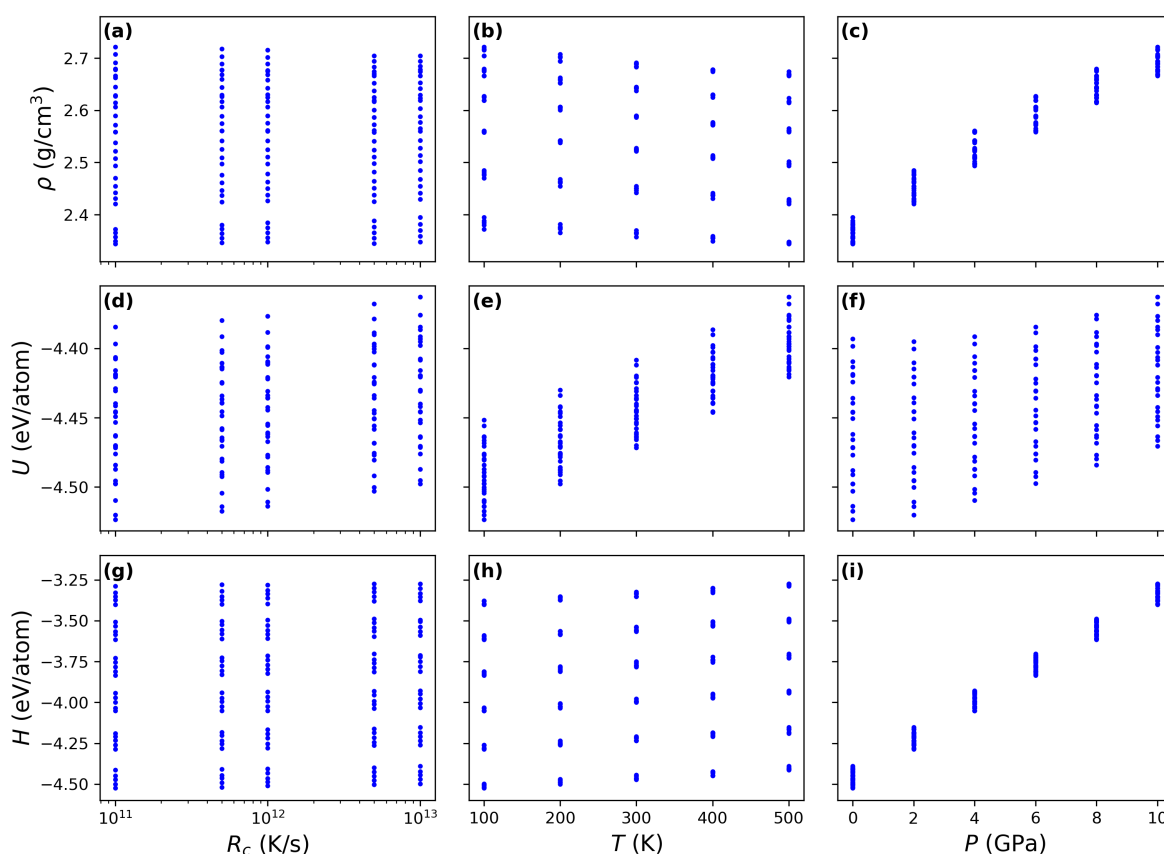 (a) (b) (c)
2.7
2.6
2.5
2.4
ρ (g/cm³)
(d) (e) (f)
−4.40
−4.45
−4.50
U (eV/atom)
(g) (h) (i)
−3.25
−3.50
−3.75
−4.00
−4.25
−4.50
H (eV/atom)
10¹¹ 10¹² 10¹³ 100 200 300 400 500 0 2 4 6 8 10
R_c (K/s) T (K) P (GPa)